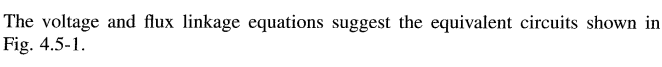 The voltage and flux linkage equations suggest the equivalent circuits shown in
Fig. 4.5-1.